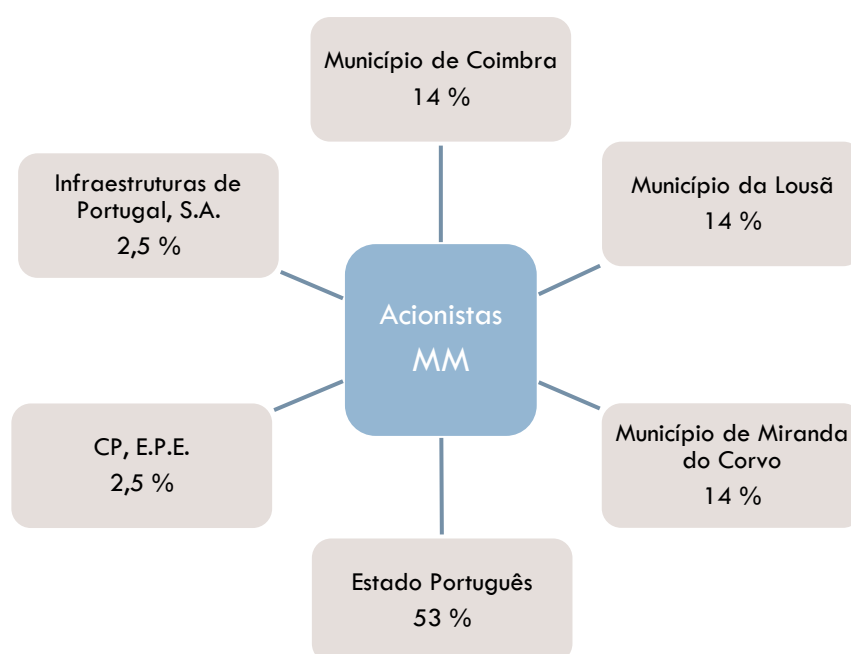 Município de Coimbra
14 %
Infraestruturas de
Portugal, S.A.
2,5 %
Município da Lousã
14 %
Acionistas
MM
CP, E.P.E.
2,5 %
Município de Miranda
do Corvo
14 %
Estado Português
53 %